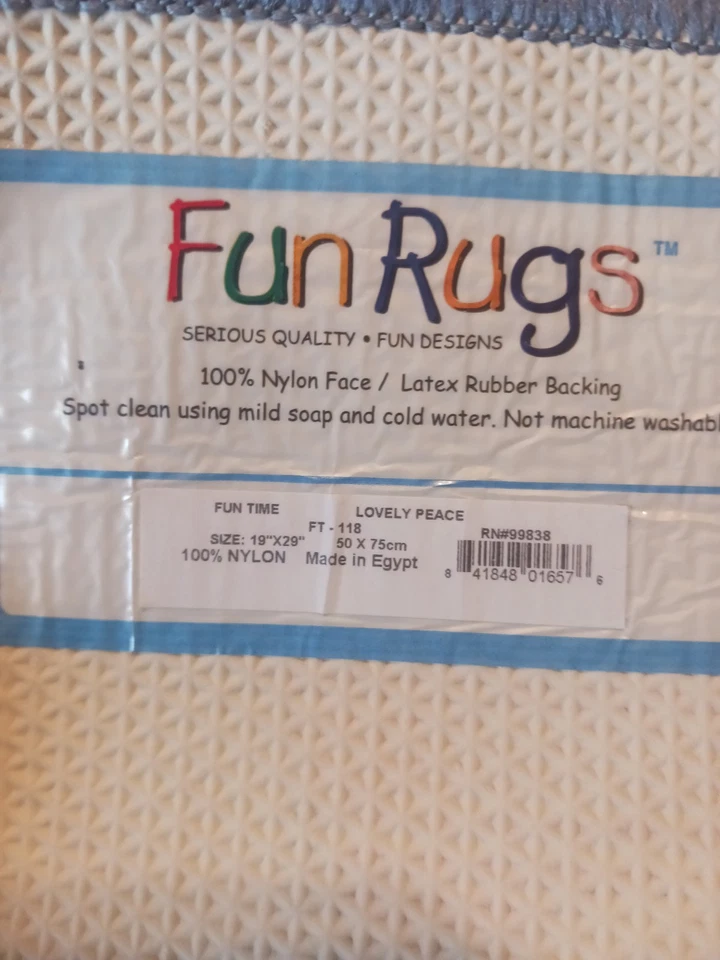 Fun Rugs™
SERIOUS QUALITY • FUN DESIGNS
100% Nylon Face / Latex Rubber Backing
Spot clean using mild soap and cold water. Not machine washabl
FUN TIME LOVELY PEACE
FT - 118
SIZE: 19"X29" 50 X 75cm
100% NYLON Made in Egypt
RN#99838
8 41848 01657 6